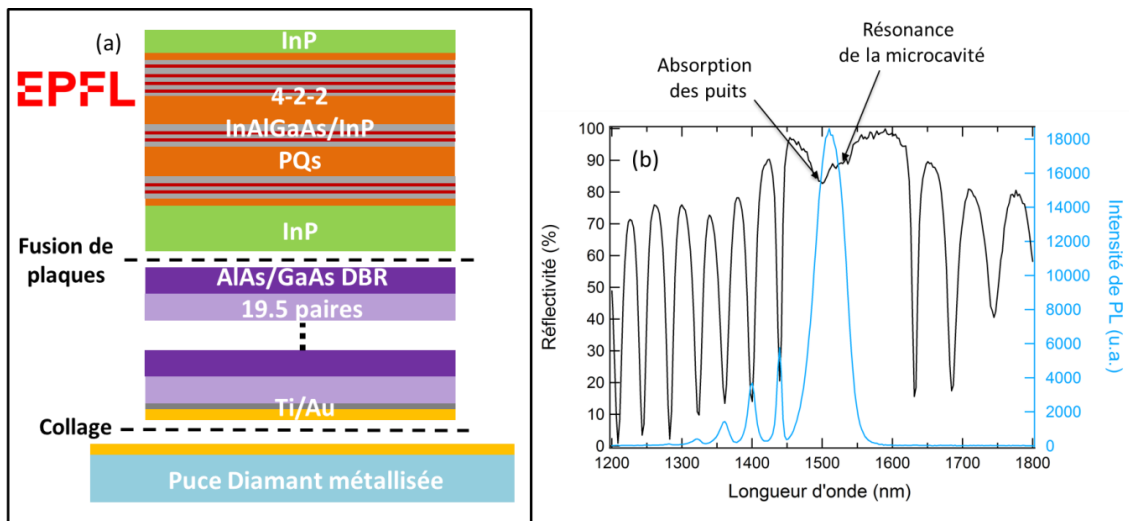 (a)
EPFL
InP
4-2-2
InAlGaAs/InP
PQs
InP
Fusion de
plaques
AlAs/GaAs DBR
19.5 paires
Ti/Au
Collage
Puce Diamant métallisée
Absorption
des puits
Résonance
de la microcavité
(b)
Réflectivité (%)
100
90
80
70
60
50
40
30
20
10
0
1200
1300
1400
1500
1600
1700
1800
Longueur d'onde (nm)
18000
16000
14000
12000
10000
8000
6000
4000
2000
0
Intensité de PL (u.a.)